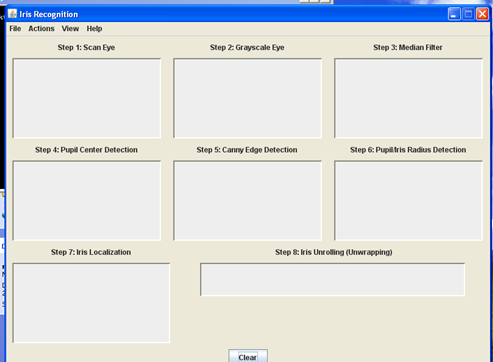 Iris Recognition
File Actions View Help
Step 1: Scan Eye
Step 2: Grayscale Eye
Step 3: Median Filter
Step 4: Pupil Center Detection
Step 5: Canny Edge Detection
Step 6: Pupil/Iris Radius Detection
Step 7: Iris Localization
Step 8: Iris Unrolling (Unwrapping)
Clear